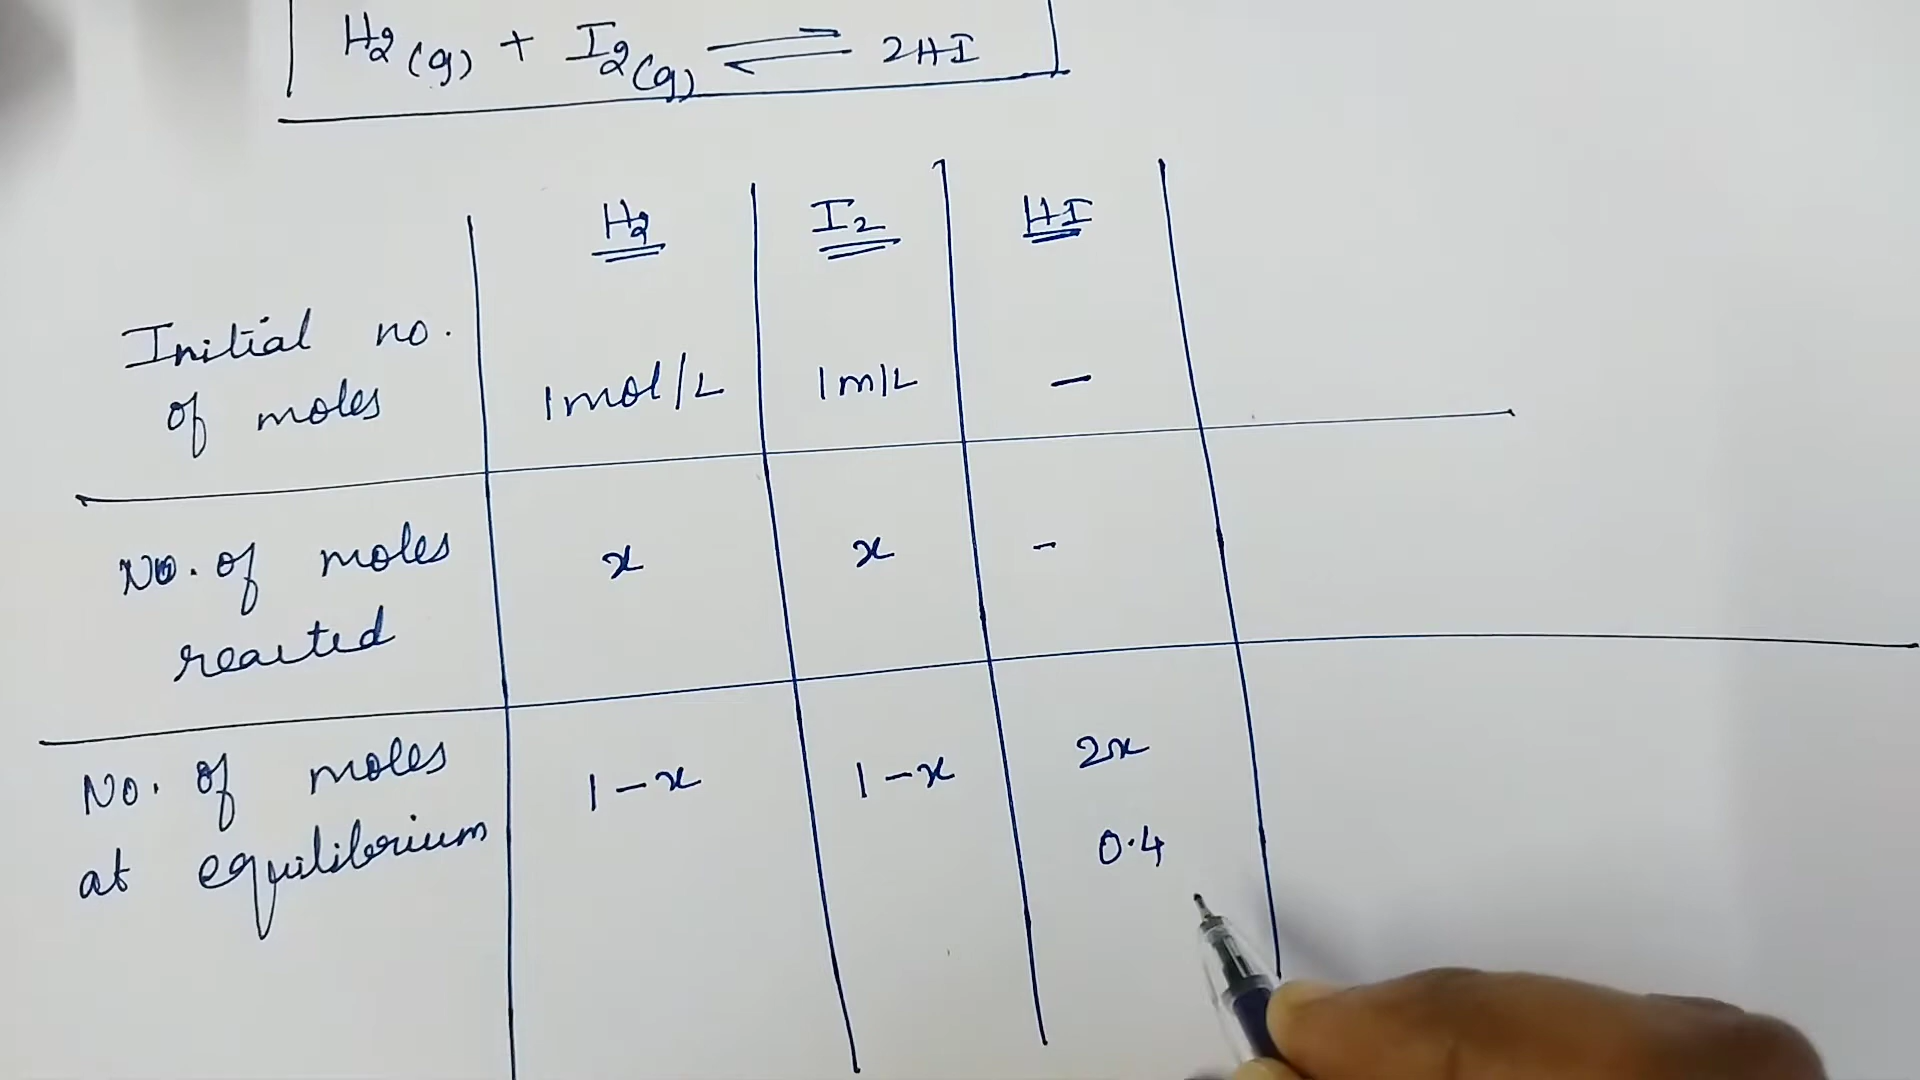 H2(g) + I2(g) ⇌ 2HI
H2 I2 HI
Initial no.
of moles 1mol/L 1m/L –
No. of moles
reacted x x -
No. of moles
at equilibrium 1-x 1-x 2x
0.4